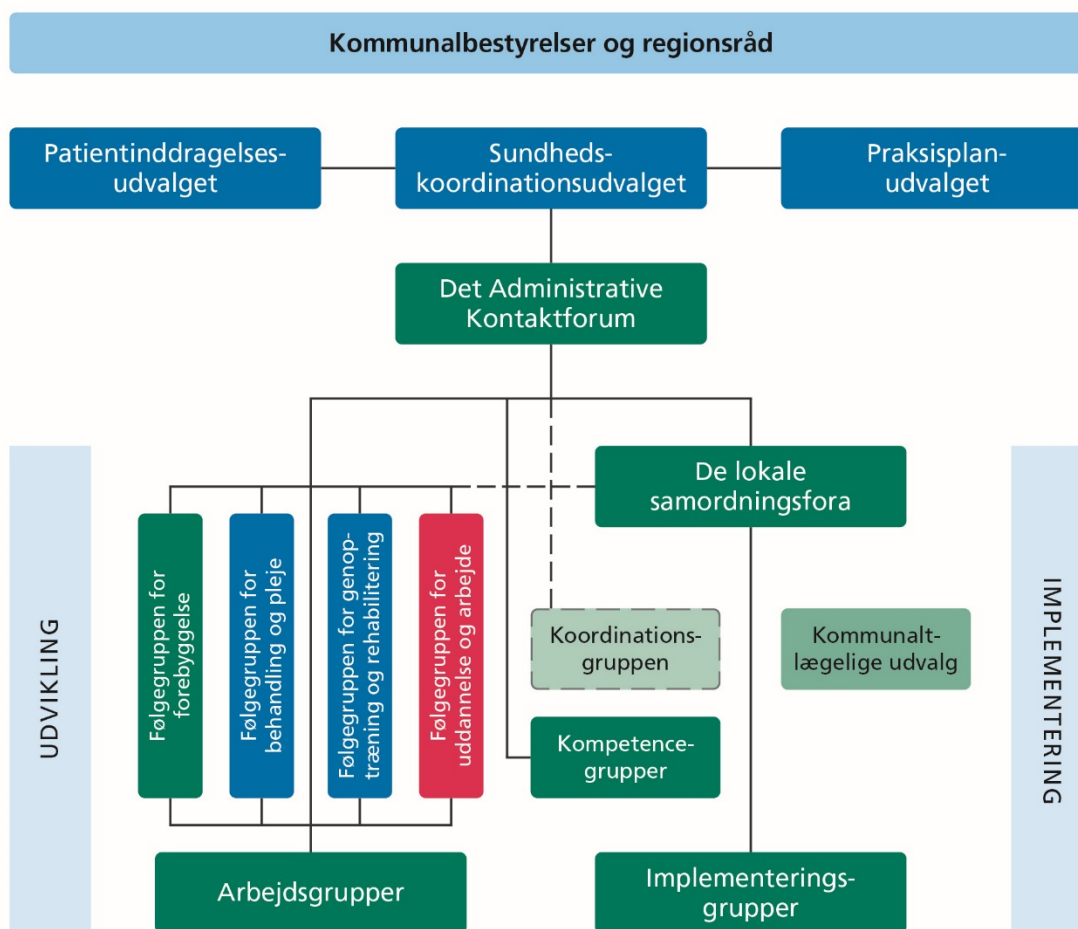 Kommunalbestyrelser og regionsråd
Patientinddragelses-
udvalget
Sundheds-
koordinationsudvalget
Praksisplan-
udvalget
Det Administrative
Kontaktforum
De lokale
samordningsfora
UDVIKLING
Følgegruppen for
forebyggelse
Følgegruppen for
behandling og pleje
Følgegruppen for genop-
træning og rehabilitering
Følgegruppen for
uddannelse og arbejde
Koordinations-
gruppen
Kommunalt-
lægelige udvalg
IMPLEMENTERING
Kompetence-
grupper
Arbejdsgrupper
Implementerings-
grupper